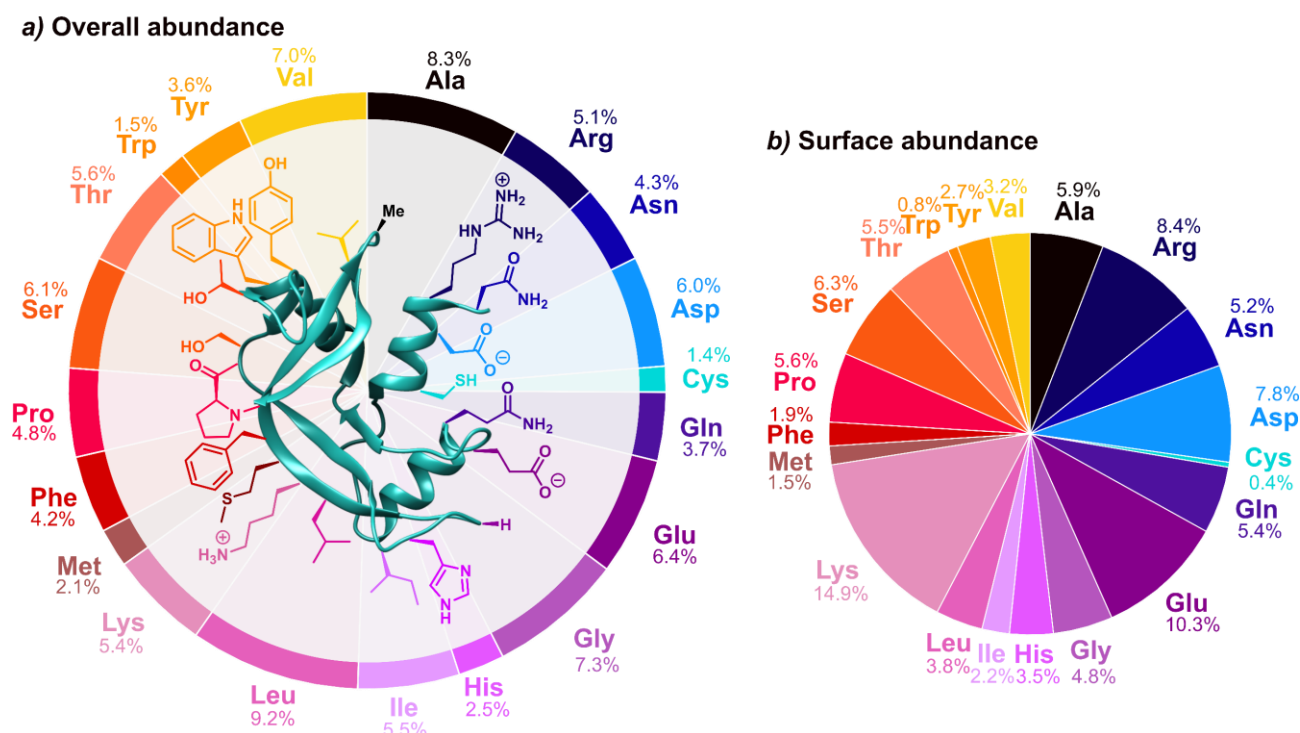 a) Overall abundance
8.3%
Ala
5.1%
Arg
4.3%
Asn
6.0%
Asp
1.4%
Cys
Gln
3.7%
Glu
6.4%
Gly
7.3%
His
2.5%
Ile
5.5%
Leu
9.2%
Lys
5.4%
Met
2.1%
Phe
4.2%
Pro
4.8%
6.1%
Ser
5.6%
Thr
1.5%
Trp
3.6%
Tyr
7.0%
Val
OH
H
N
HO
HO
O
N
S
⊕
H₃N
Me
⊕
NH₂
HN
NH₂
O
NH₂
O
O⊖
SH
O
NH₂
O
O⊖
H
N
N
H
b) Surface abundance
5.9%
Ala
8.4%
Arg
5.2%
Asn
7.8%
Asp
Cys
0.4%
Gln
5.4%
Glu
10.3%
Gly
4.8%
His
3.5%
Ile
2.2%
Leu
3.8%
Lys
14.9%
Met
1.5%
1.9%
Phe
5.6%
Pro
6.3%
Ser
5.5%
Thr
0.8%
Trp
2.7%
Tyr
3.2%
Val